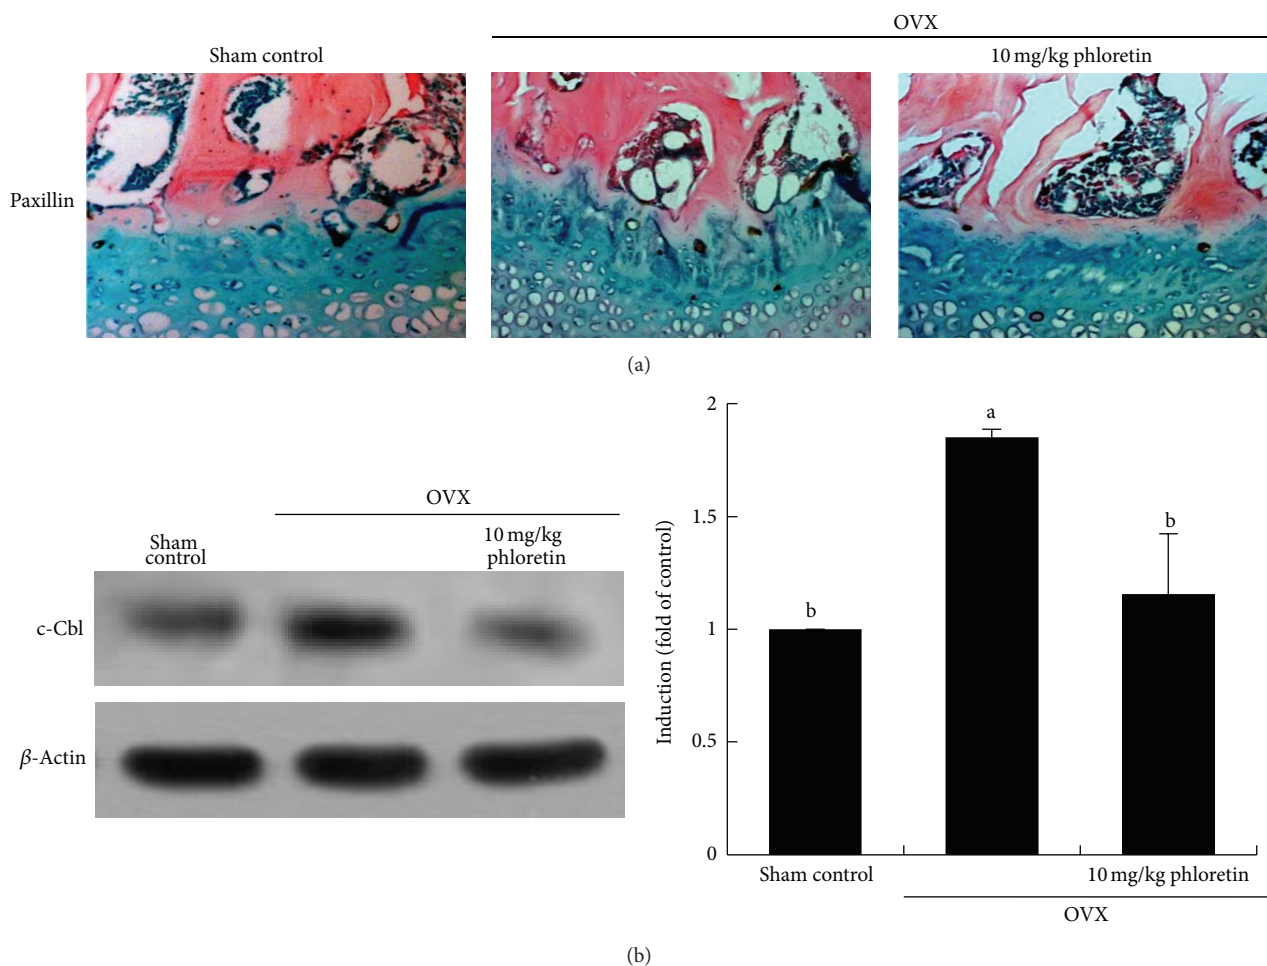 OVX
Sham control
10 mg/kg phloretin
Paxillin
(a)
OVX
Sham
control
10 mg/kg
phloretin
c-Cbl
β-Actin
Induction (fold of control)
2
1.5
1
0.5
0
b
a
b
Sham control
10 mg/kg phloretin
OVX
(b)